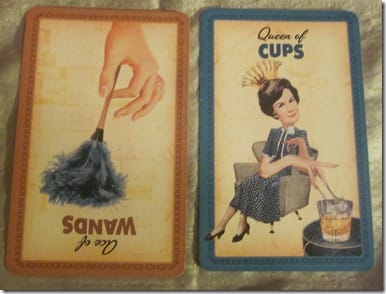 Ace of
WANDS
Queen of
CUPS